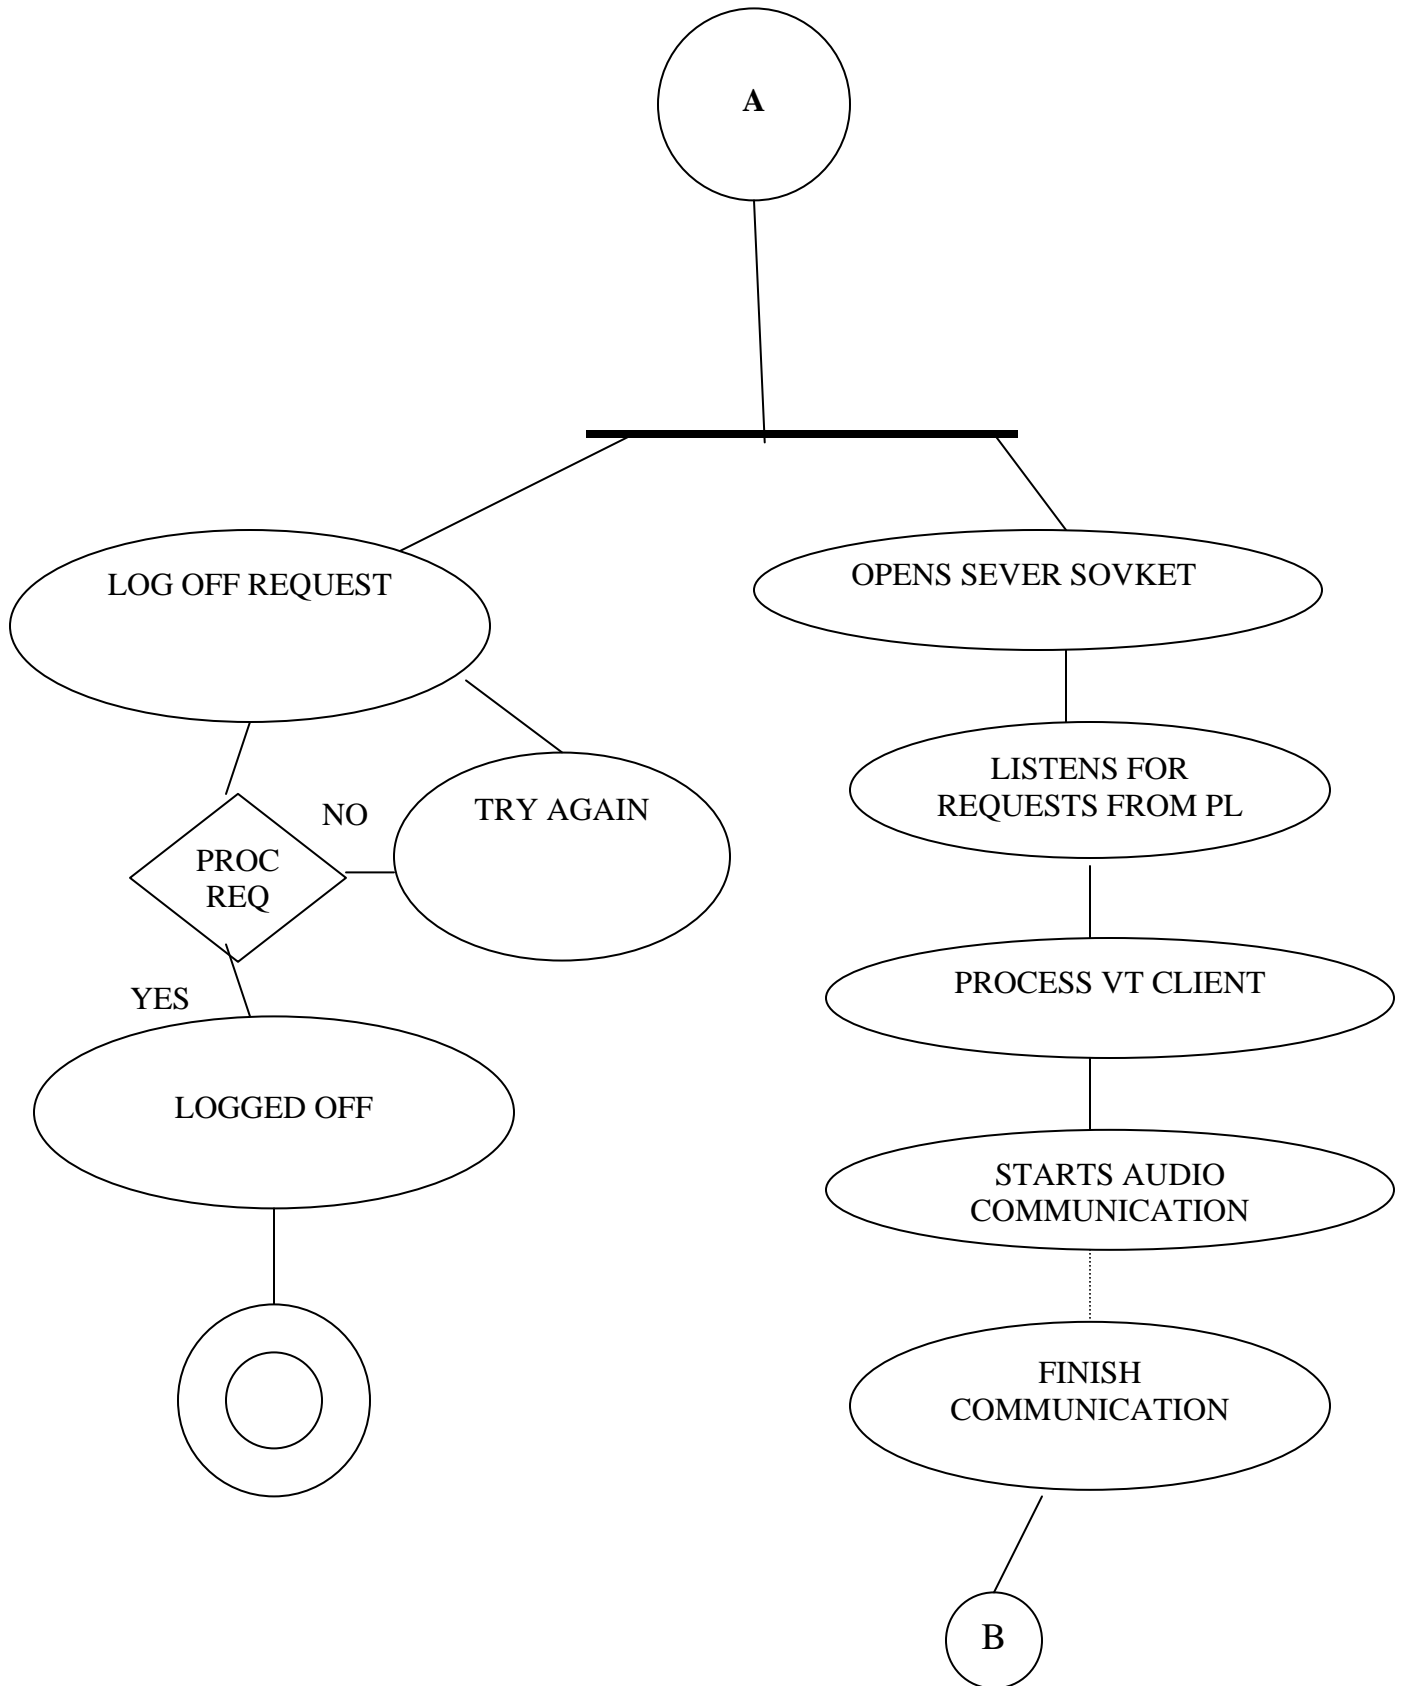 A
LOG OFF REQUEST
OPENS SEVER SOVKET
LISTENS FOR
REQUESTS FROM PL
NO
TRY AGAIN
PROC
REQ
PROCESS VT CLIENT
YES
LOGGED OFF
STARTS AUDIO
COMMUNICATION
FINISH
COMMUNICATION
B